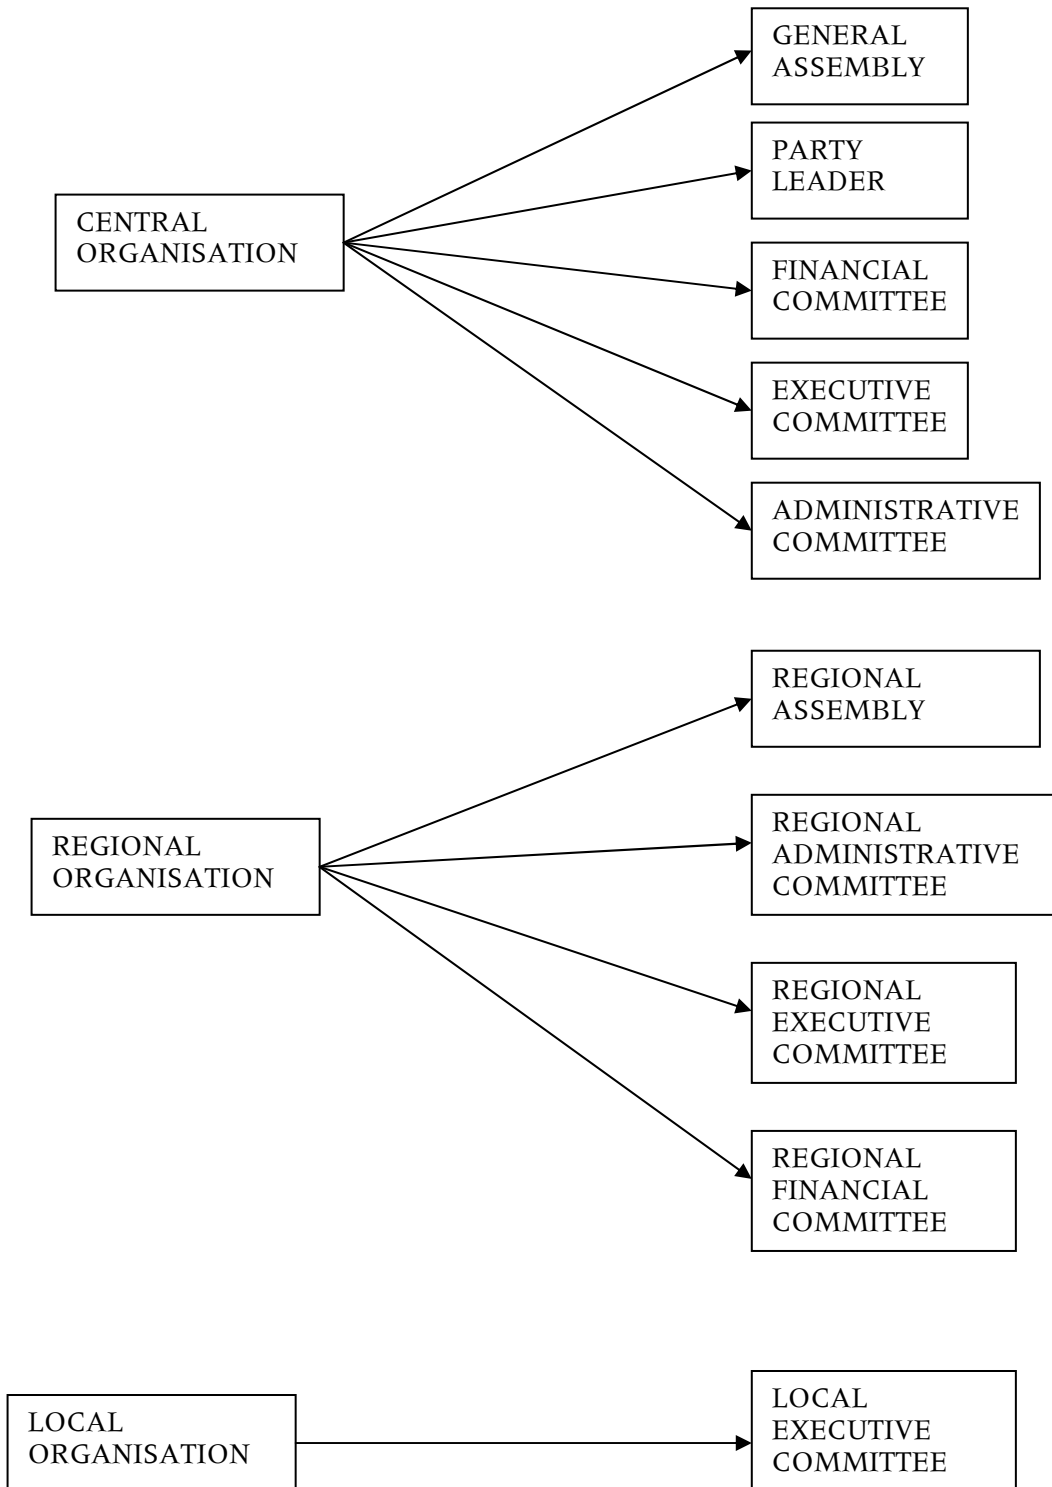 GENERAL
ASSEMBLY
PARTY
LEADER
CENTRAL
ORGANISATION
FINANCIAL
COMMITTEE
EXECUTIVE
COMMITTEE
ADMINISTRATIVE
COMMITTEE
REGIONAL
ASSEMBLY
REGIONAL
ORGANISATION
REGIONAL
ADMINISTRATIVE
COMMITTEE
REGIONAL
EXECUTIVE
COMMITTEE
REGIONAL
FINANCIAL
COMMITTEE
LOCAL
ORGANISATION
LOCAL
EXECUTIVE
COMMITTEE